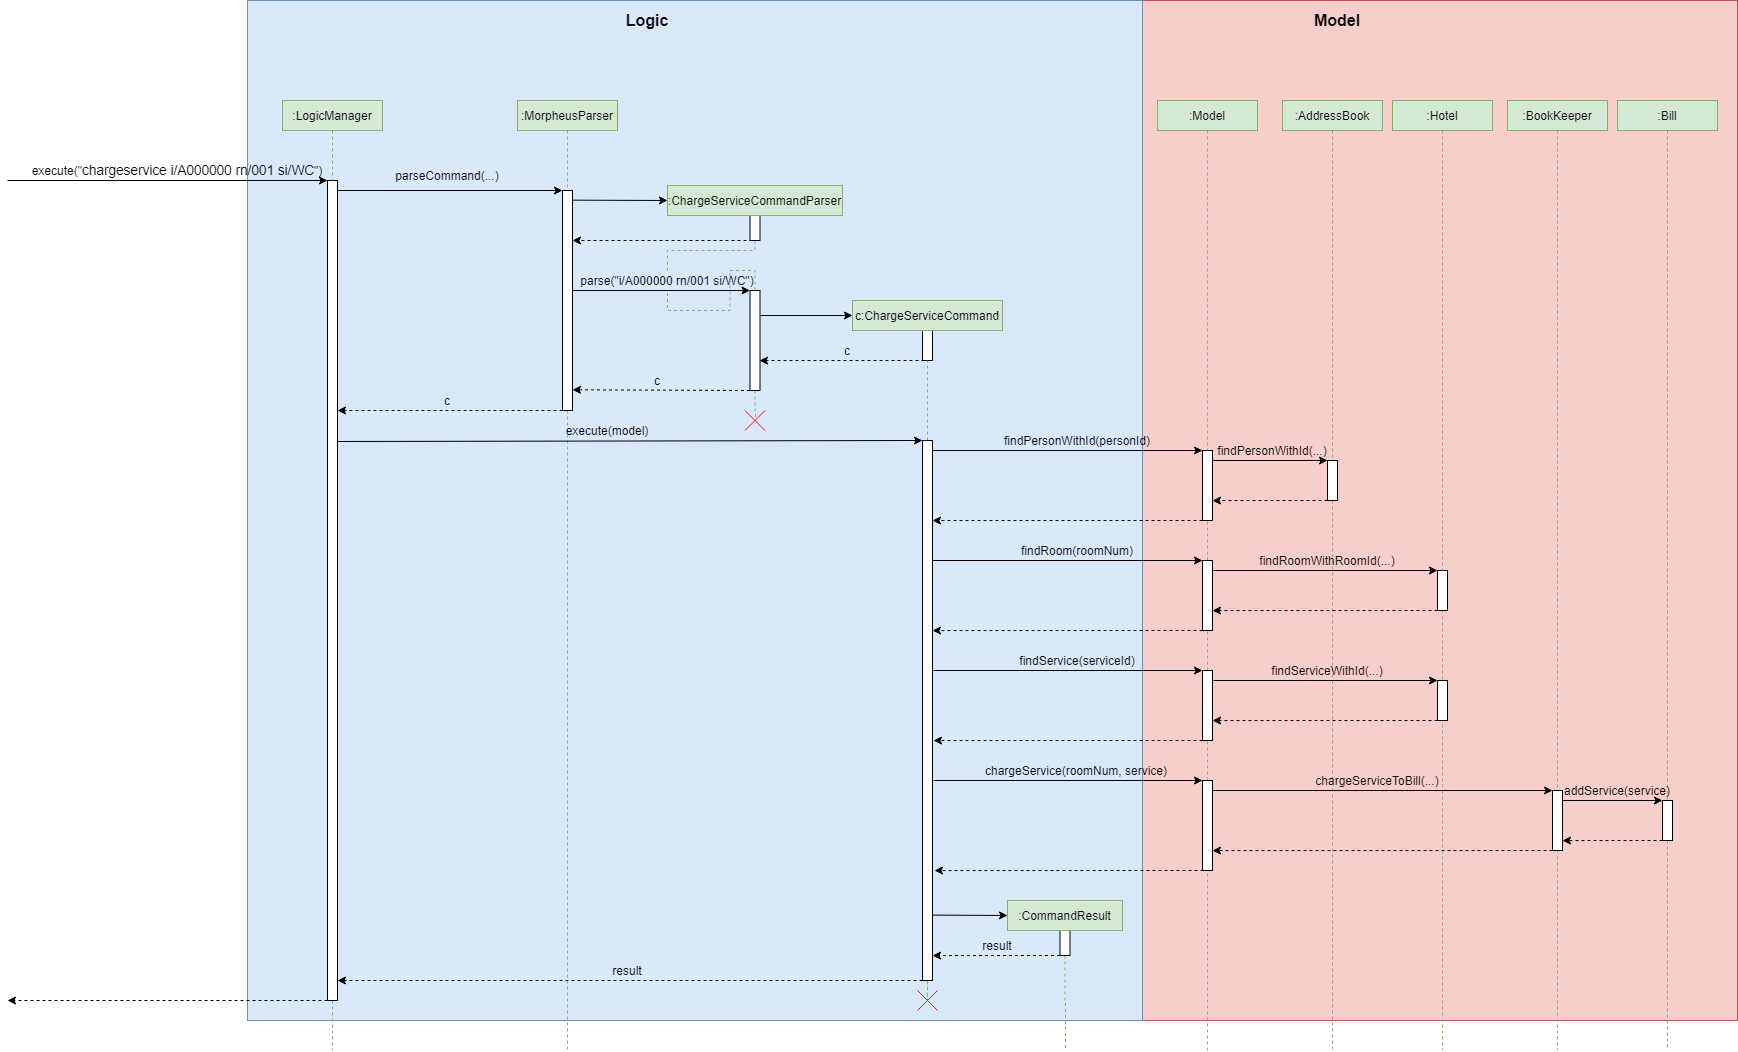 Logic
Model
:LogicManager
:MorpheusParser
:Model
:AddressBook
:Hotel
:BookKeeper
:Bill
execute("chargeservice i/A000000 rn/001 si/WC")
parseCommand(...)
:ChargeServiceCommandParser
parse("i/A000000 rn/001 si/WC")
c:ChargeServiceCommand
c
c
c
execute(model)
findPersonWithId(personId)
findPersonWithId(...)
findRoom(roomNum)
findRoomWithRoomId(...)
findService(serviceId)
findServiceWithId(...)
chargeService(roomNum, service)
chargeServiceToBill(...)
addService(service)
:CommandResult
result
result